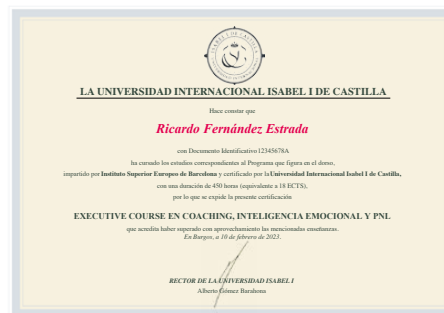 ISABEL I DE CASTILLA
LA UNIVERSIDAD INTERNACIONAL ISABEL I DE CASTILLA
Hace constar que
Ricardo Fernández Estrada
con Documento Identificativo 12345678A
ha cursado los estudios correspondientes al Programa que figura en el dorso,
impartido por Instituto Superior Europeo de Barcelona y certificado por la Universidad Internacional Isabel I de Castilla,
con una duración de 450 horas (equivalente a 18 ECTS),
por lo que se expide la presente certificación
EXECUTIVE COURSE EN COACHING, INTELIGENCIA EMOCIONAL Y PNL
que acredita haber superado con aprovechamiento las mencionadas enseñanzas.
En Burgos, a 10 de febrero de 2023.
RECTOR DE LA UNIVERSIDAD ISABEL I
Alberto Gómez Barahona